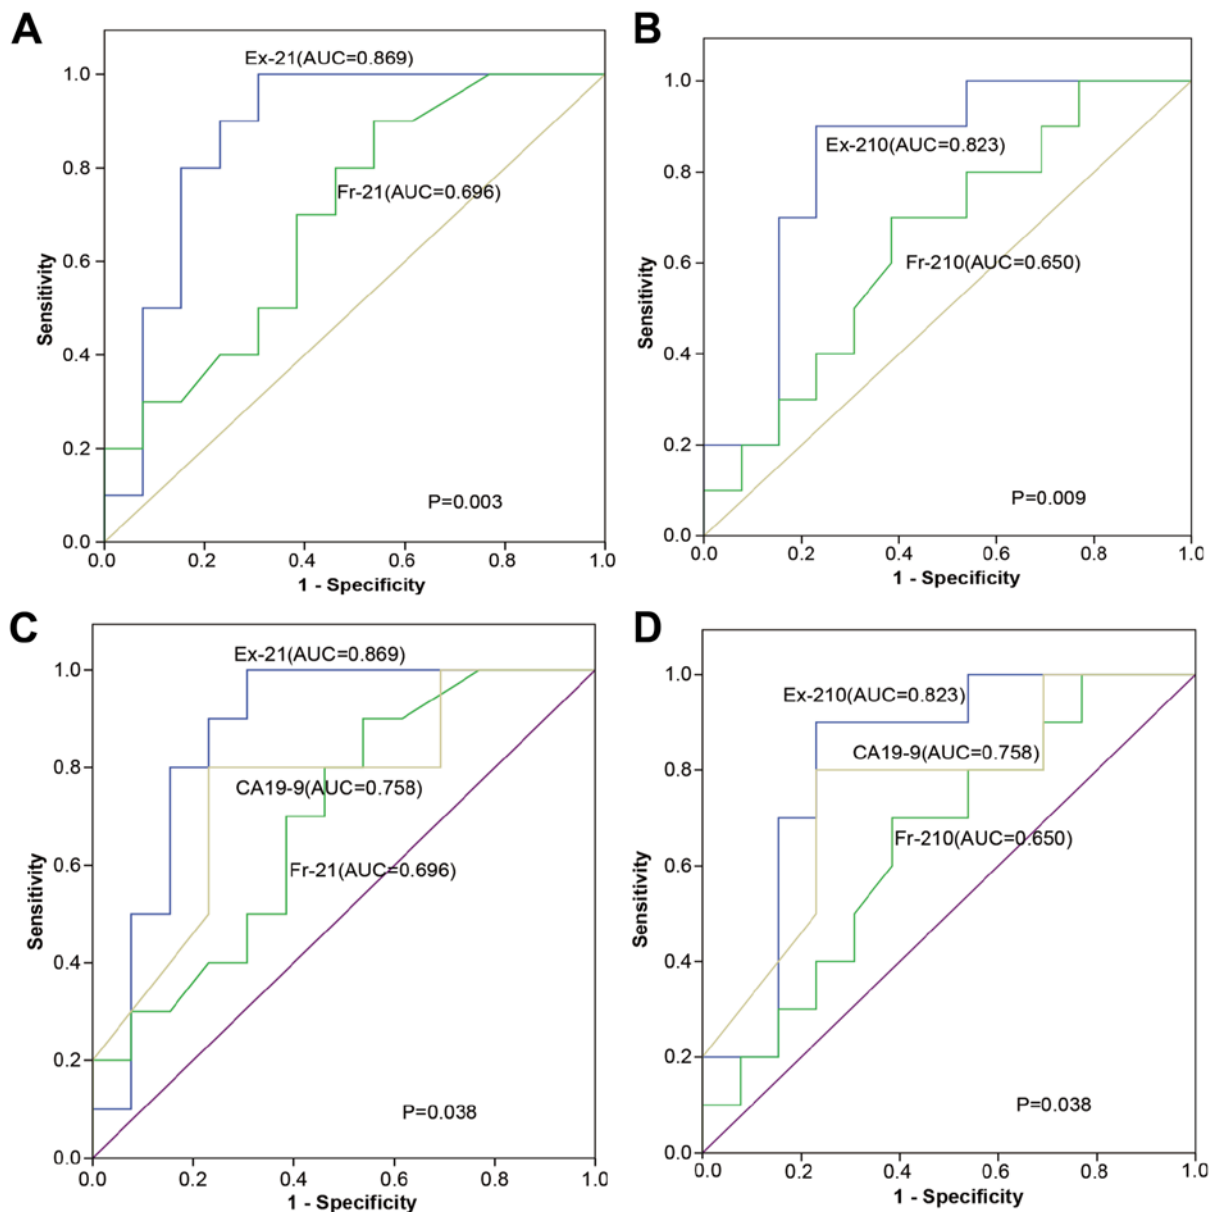 A
Ex-21(AUC=0.869)
Fr-21(AUC=0.696)
P=0.003
Sensitivity
1.0
0.8
0.6
0.4
0.2
0.0
0.0 0.2 0.4 0.6 0.8 1.0
1 - Specificity
B
Ex-210(AUC=0.823)
Fr-210(AUC=0.650)
P=0.009
Sensitivity
1.0
0.8
0.6
0.4
0.2
0.0
0.0 0.2 0.4 0.6 0.8 1.0
1 - Specificity
C
Ex-21(AUC=0.869)
CA19-9(AUC=0.758)
Fr-21(AUC=0.696)
P=0.038
Sensitivity
1.0
0.8
0.6
0.4
0.2
0.0
0.0 0.2 0.4 0.6 0.8 1.0
1 - Specificity
D
Ex-210(AUC=0.823)
CA19-9(AUC=0.758)
Fr-210(AUC=0.650)
P=0.038
Sensitivity
1.0
0.8
0.6
0.4
0.2
0.0
0.0 0.2 0.4 0.6 0.8 1.0
1 - Specificity